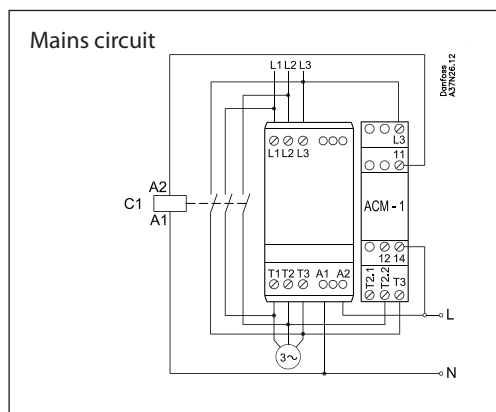 Mains circuit
Danfoss
A37N26.12
L1 L2 L3
L3
L1 L2 L3
11
A2
C1
A1
ACM - 1
12 14
T1 T2 T3 A1 A2
T2.1 T2.2 T3
3~
L
N